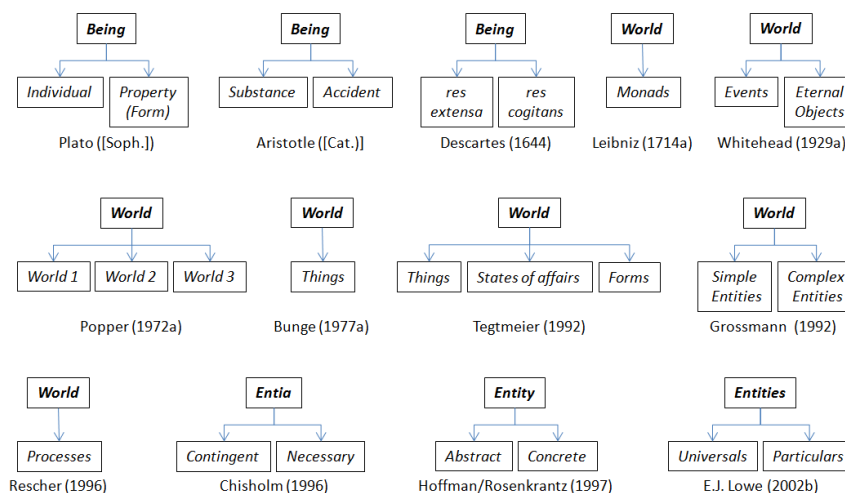 Being
Being
Being
World
World
Individual
Property
(Form)
Substance
Accident
res
extensa
res
cogitans
Monads
Events
Eternal
Objects
Plato ([Soph.])
Aristotle ([Cat.)]
Descartes (1644)
Leibniz (1714a)
Whitehead (1929a)
World
World
World
World
World 1
World 2
World 3
Things
Things
States of affairs
Forms
Simple
Entities
Complex
Entities
Popper (1972a)
Bunge (1977a)
Tegtmeier (1992)
Grossmann (1992)
World
Entia
Entity
Entities
Processes
Contingent
Necessary
Abstract
Concrete
Universals
Particulars
Rescher (1996)
Chisholm (1996)
Hoffman/Rosenkrantz (1997)
E.J. Lowe (2002b)